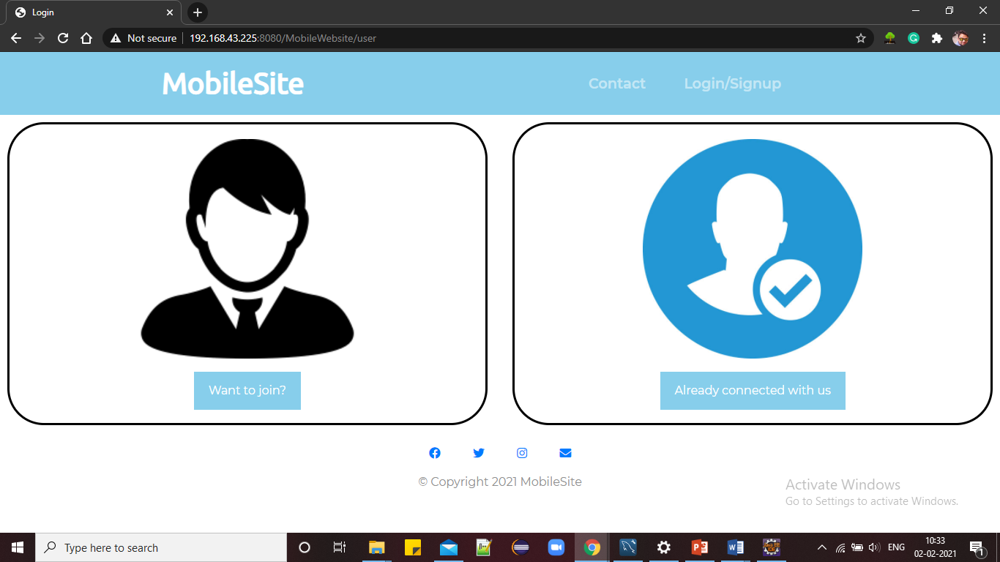 Login
Not secure
192.168.43.225:8080/MobileWebsite/user
MobileSite
Contact
Login/Signup
Want to join?
Already connected with us
© Copyright 2021 MobileSite
Activate Windows
Go to Settings to activate Windows.
Type here to search
ENG
10:33
02-02-2021
1